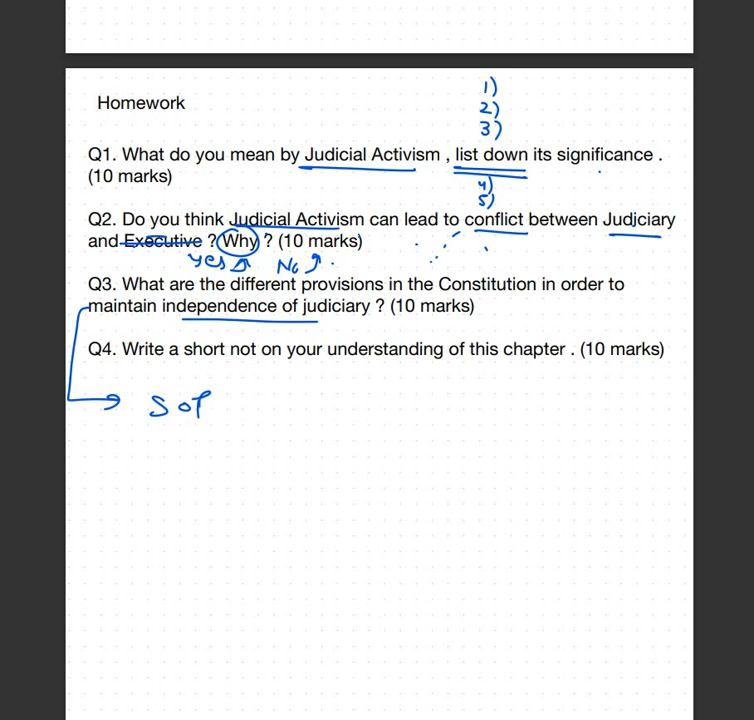 Homework
1)
2)
3)
Q1. What do you mean by Judicial Activism , list down its significance .
(10 marks)
4)
5)
Q2. Do you think Judicial Activism can lead to conflict between Judjciary
and Executive ? Why ? (10 marks)
Yes No
Q3. What are the different provisions in the Constitution in order to
maintain independence of judiciary ? (10 marks)
Q4. Write a short not on your understanding of this chapter . (10 marks)